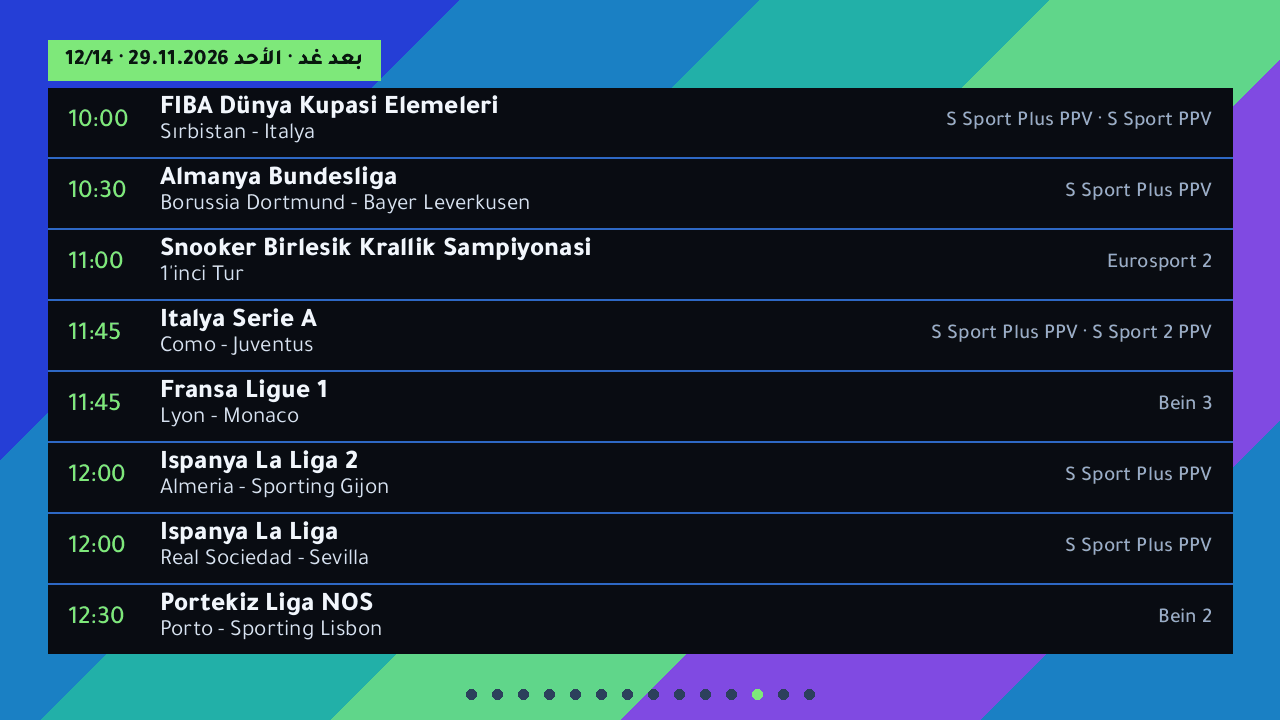 بعد غد · الأحد 29.11.2026 · 12/14
10:00 FIBA Dünya Kupasi Elemeleri S Sport Plus PPV · S Sport PPV
Sırbistan - Italya
10:30 Almanya Bundesliga S Sport Plus PPV
Borussia Dortmund - Bayer Leverkusen
11:00 Snooker Birlesik Krallik Sampiyonasi Eurosport 2
1'inci Tur
11:45 Italya Serie A S Sport Plus PPV · S Sport 2 PPV
Como - Juventus
11:45 Fransa Ligue 1 Bein 3
Lyon - Monaco
12:00 Ispanya La Liga 2 S Sport Plus PPV
Almeria - Sporting Gijon
12:00 Ispanya La Liga S Sport Plus PPV
Real Sociedad - Sevilla
12:30 Portekiz Liga NOS Bein 2
Porto - Sporting Lisbon